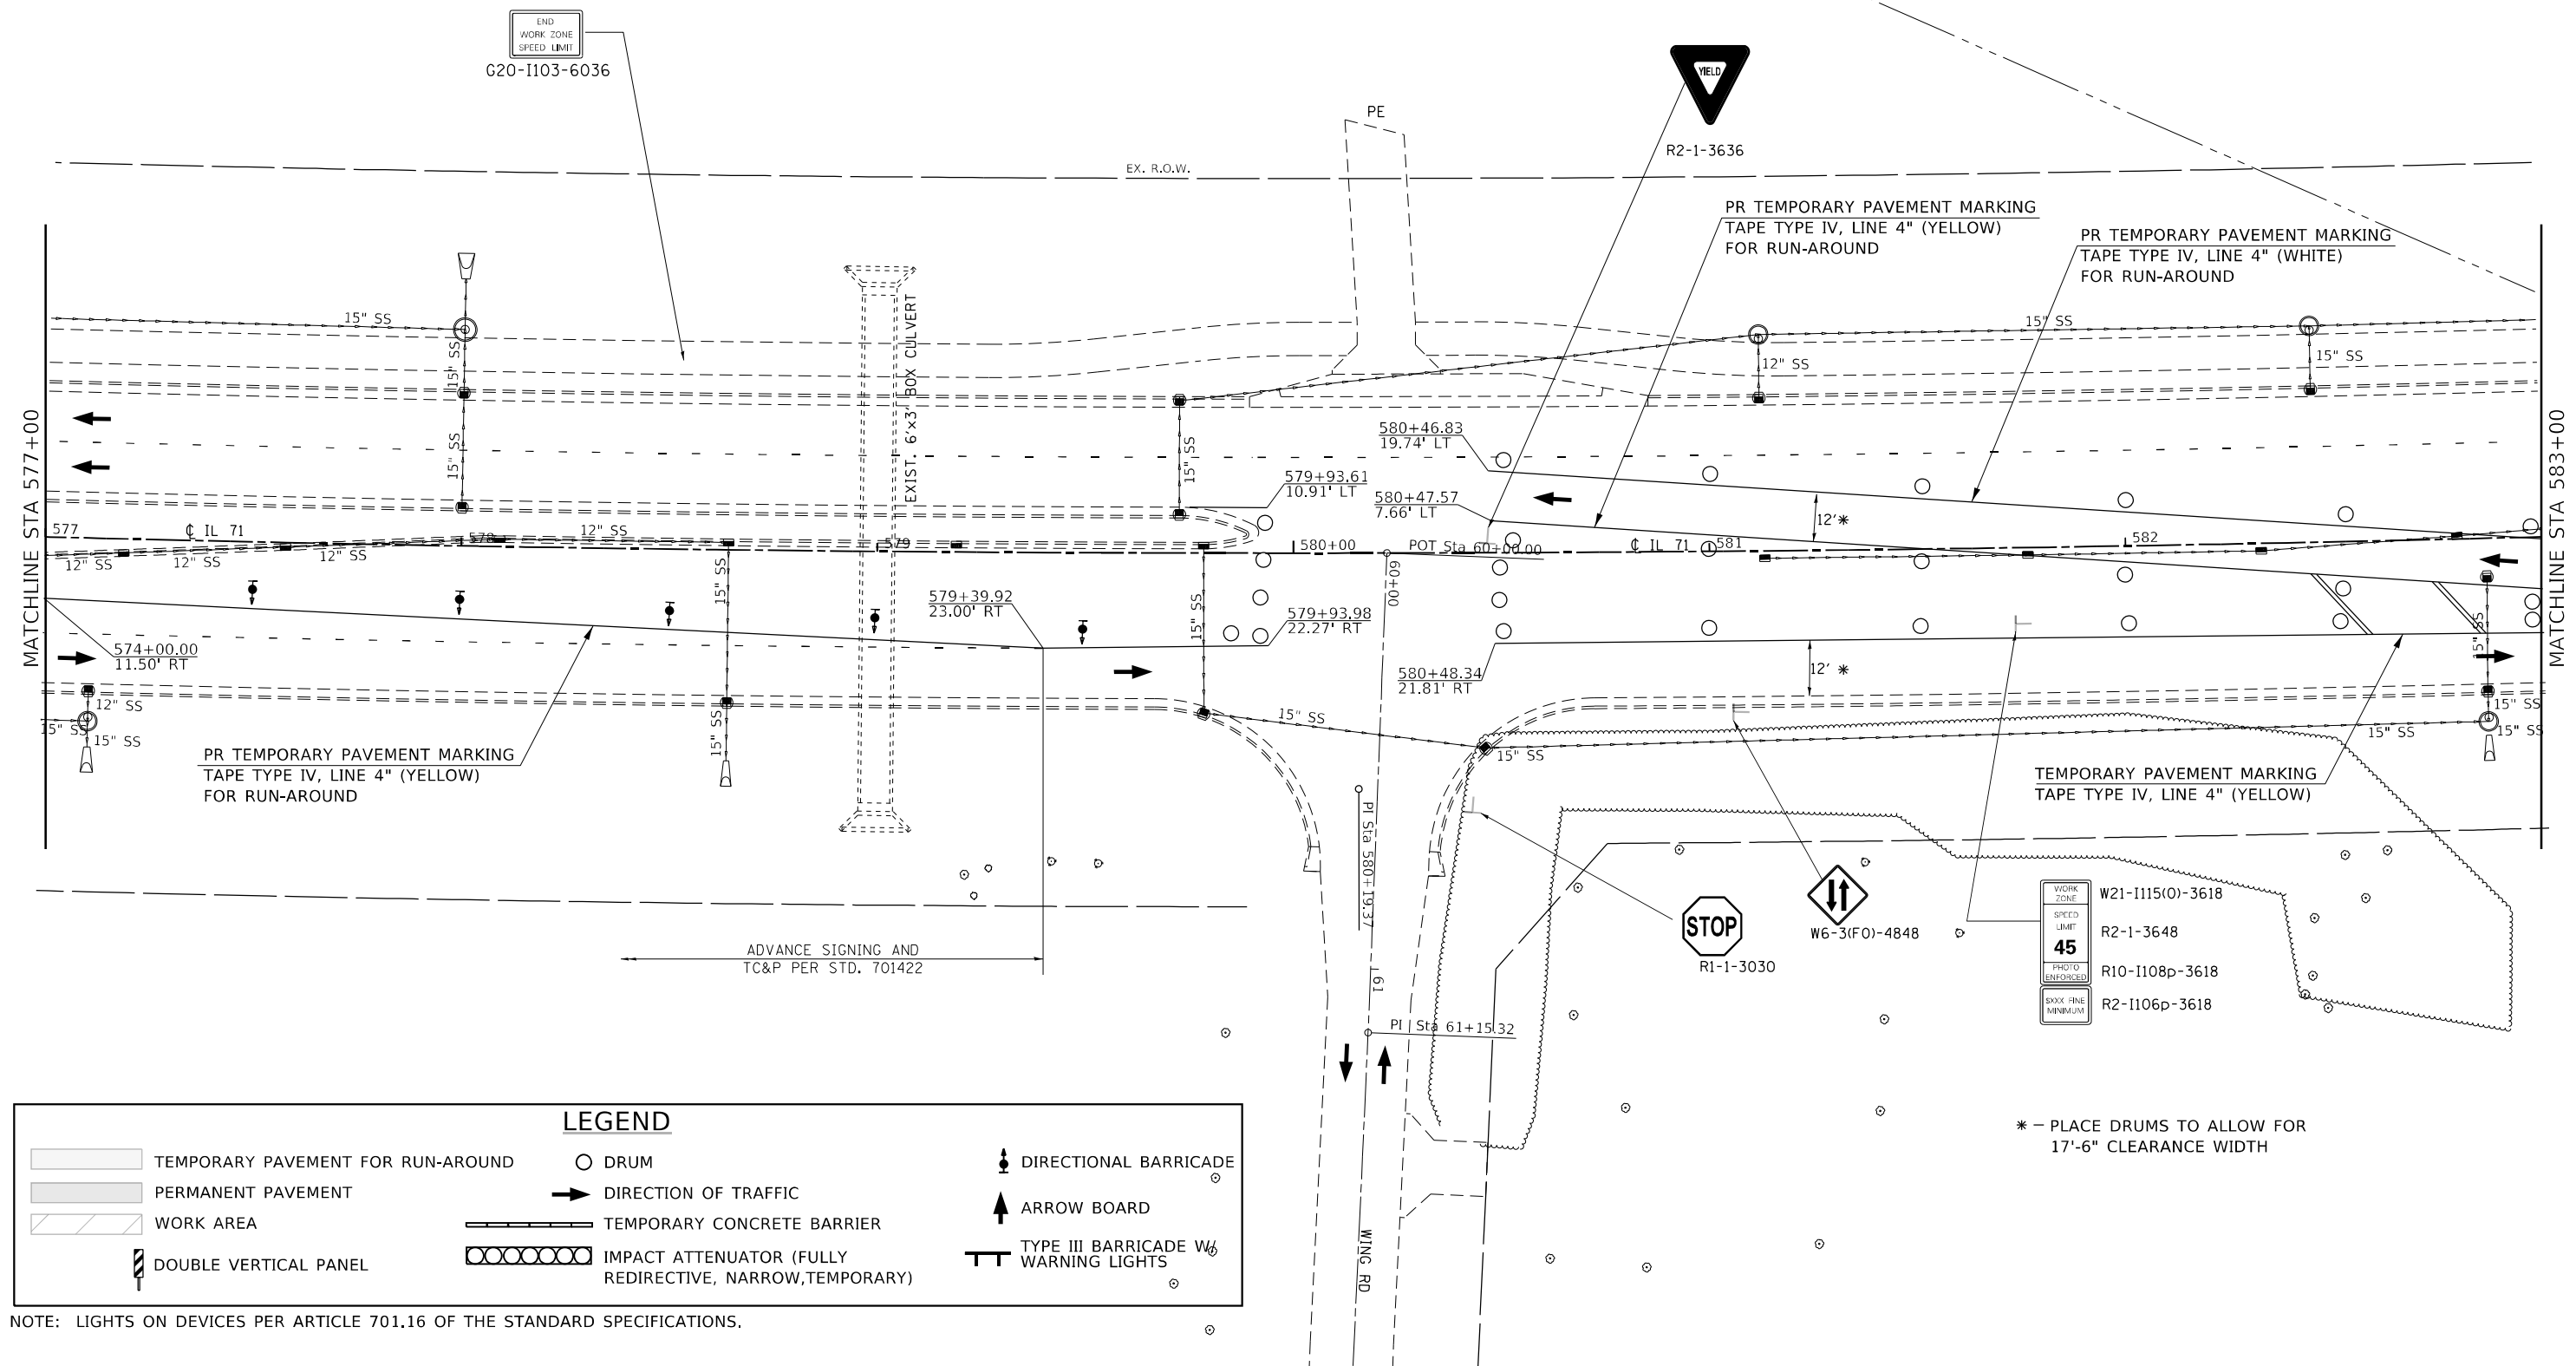 END
WORK ZONE
SPEED LIMIT
G20-I103-6036
YIELD
R2-1-3636
PE
EX. R.O.W.
PR TEMPORARY PAVEMENT MARKING
TAPE TYPE IV, LINE 4" (YELLOW)
FOR RUN-AROUND
PR TEMPORARY PAVEMENT MARKING
TAPE TYPE IV, LINE 4" (WHITE)
FOR RUN-AROUND
MATCHLINE STA 577+00
MATCHLINE STA 583+00
15" SS
15" SS
15" SS
EXIST. 6'x3' BOX CULVERT
15" SS
15" SS
12" SS
15" SS
580+46.83
19.74' LT
579+93.61
10.91' LT
580+47.57
7.66' LT
12'*
577
℄ IL 71
578
12" SS
579
580+00
POT Sta 60+00.00
℄ IL 71
581
582
12" SS
12" SS
12" SS
60+00
15" SS
15" SS
15" SS
574+00.00
11.50' RT
579+39.92
23.00' RT
579+93.98
22.27' RT
580+48.34
21.81' RT
12' *
12" SS
15" SS
15" SS
15" SS
15" SS
15" SS
15" SS
15" SS
15" SS
PR TEMPORARY PAVEMENT MARKING
TAPE TYPE IV, LINE 4" (YELLOW)
FOR RUN-AROUND
TEMPORARY PAVEMENT MARKING
TAPE TYPE IV, LINE 4" (YELLOW)
PI Sta 580+19.37
ADVANCE SIGNING AND
TC&P PER STD. 701422
STOP
R1-1-3030
W6-3(FO)-4848
WORK
ZONE
SPEED
LIMIT
45
PHOTO
ENFORCED
$XXX FINE
MINIMUM
W21-I115(O)-3618
R2-1-3648
R10-I108p-3618
R2-I106p-3618
61
PI Sta 61+15.32
WING RD
* – PLACE DRUMS TO ALLOW FOR
17'-6" CLEARANCE WIDTH
LEGEND
TEMPORARY PAVEMENT FOR RUN-AROUND
PERMANENT PAVEMENT
WORK AREA
DOUBLE VERTICAL PANEL
DRUM
DIRECTION OF TRAFFIC
TEMPORARY CONCRETE BARRIER
IMPACT ATTENUATOR (FULLY
REDIRECTIVE, NARROW,TEMPORARY)
DIRECTIONAL BARRICADE
ARROW BOARD
TYPE III BARRICADE W/
WARNING LIGHTS
NOTE: LIGHTS ON DEVICES PER ARTICLE 701.16 OF THE STANDARD SPECIFICATIONS.